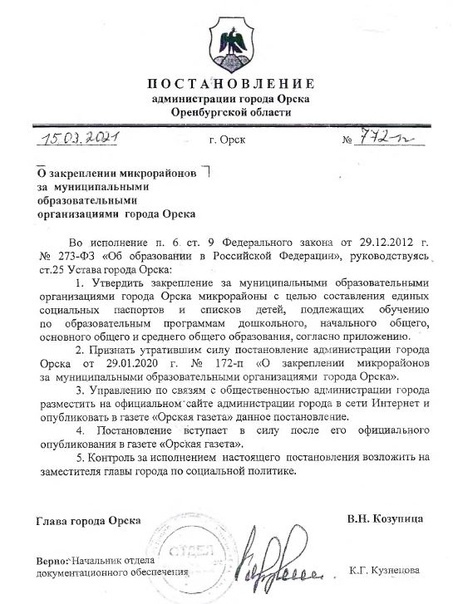 ПОСТАНОВЛЕНИЕ
администрации города Орска
Оренбургской области
15.03.2021 г. Орск № 772-п
О закреплении микрорайонов
за муниципальными
образовательными
организациями города Орска
Во исполнение п. 6 ст. 9 Федерального закона от 29.12.2012 г.
№ 273-ФЗ «Об образовании в Российской Федерации», руководствуясь
ст.25 Устава города Орска:
1. Утвердить закрепление за муниципальными образовательными
организациями города Орска микрорайоны с целью составления единых
социальных паспортов и списков детей, подлежащих обучению
по образовательным программам дошкольного, начального общего,
основного общего и среднего общего образования, согласно приложению.
2. Признать утратившим силу постановление администрации города
Орска от 29.01.2020 г. № 172-п «О закреплении микрорайонов
за муниципальными образовательными организациями города Орска».
3. Управлению по связям с общественностью администрации города
разместить на официальном сайте администрации города в сети Интернет и
опубликовать в газете «Орская газета» данное постановление.
4. Постановление вступает в силу после его официального
опубликования в газете «Орская газета».
5. Контроль за исполнением настоящего постановления возложить на
заместителя главы города по социальной политике.
Глава города Орска В.Н. Козупица
ОТДЕЛ
Верно: Начальник отдела
документационного обеспечения К.Г. Кузнецова